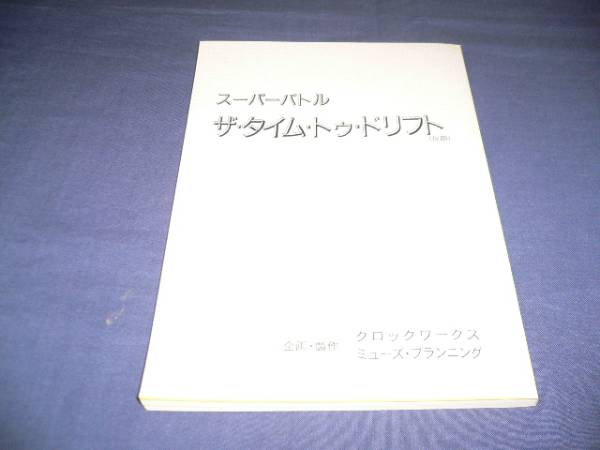 スーパーバトル
ザ・タイム・トゥ・ドリフト
(仮題)
企画・製作
クロックワークス
ミューズ・プランニング